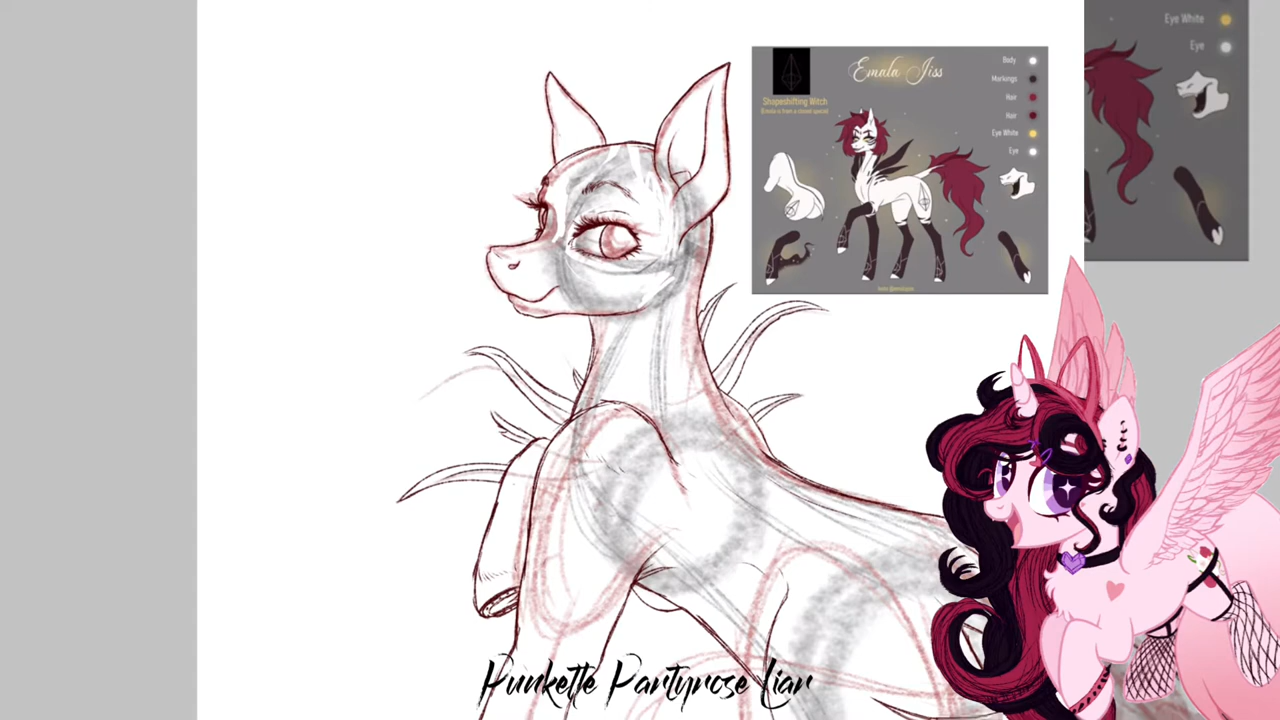 Emala Jiss
Shapeshifting Witch
Body
Markings
Hair
Hair
Eye White
Eye
Eye White
Eye
Punkette Partyrose Liar